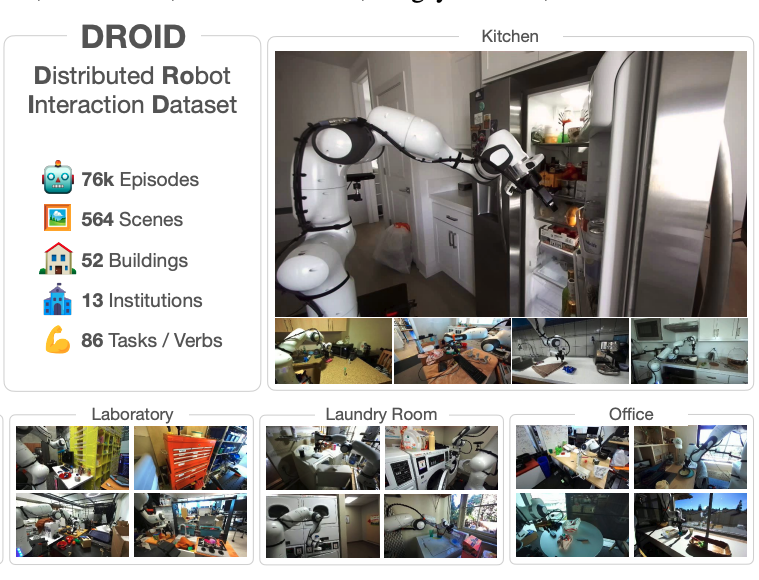 DROID
Distributed Robot
Interaction Dataset
76k Episodes
564 Scenes
52 Buildings
13 Institutions
86 Tasks / Verbs
Kitchen
Laboratory
Laundry Room
Office